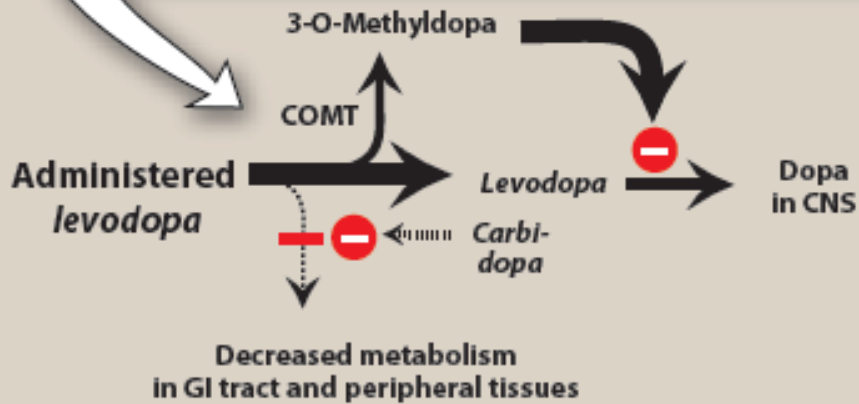 3-O-Methyldopa
COMT
Administered
levodopa
Levodopa
Dopa
in CNS
Carbi-
dopa
Decreased metabolism
in GI tract and peripheral tissues